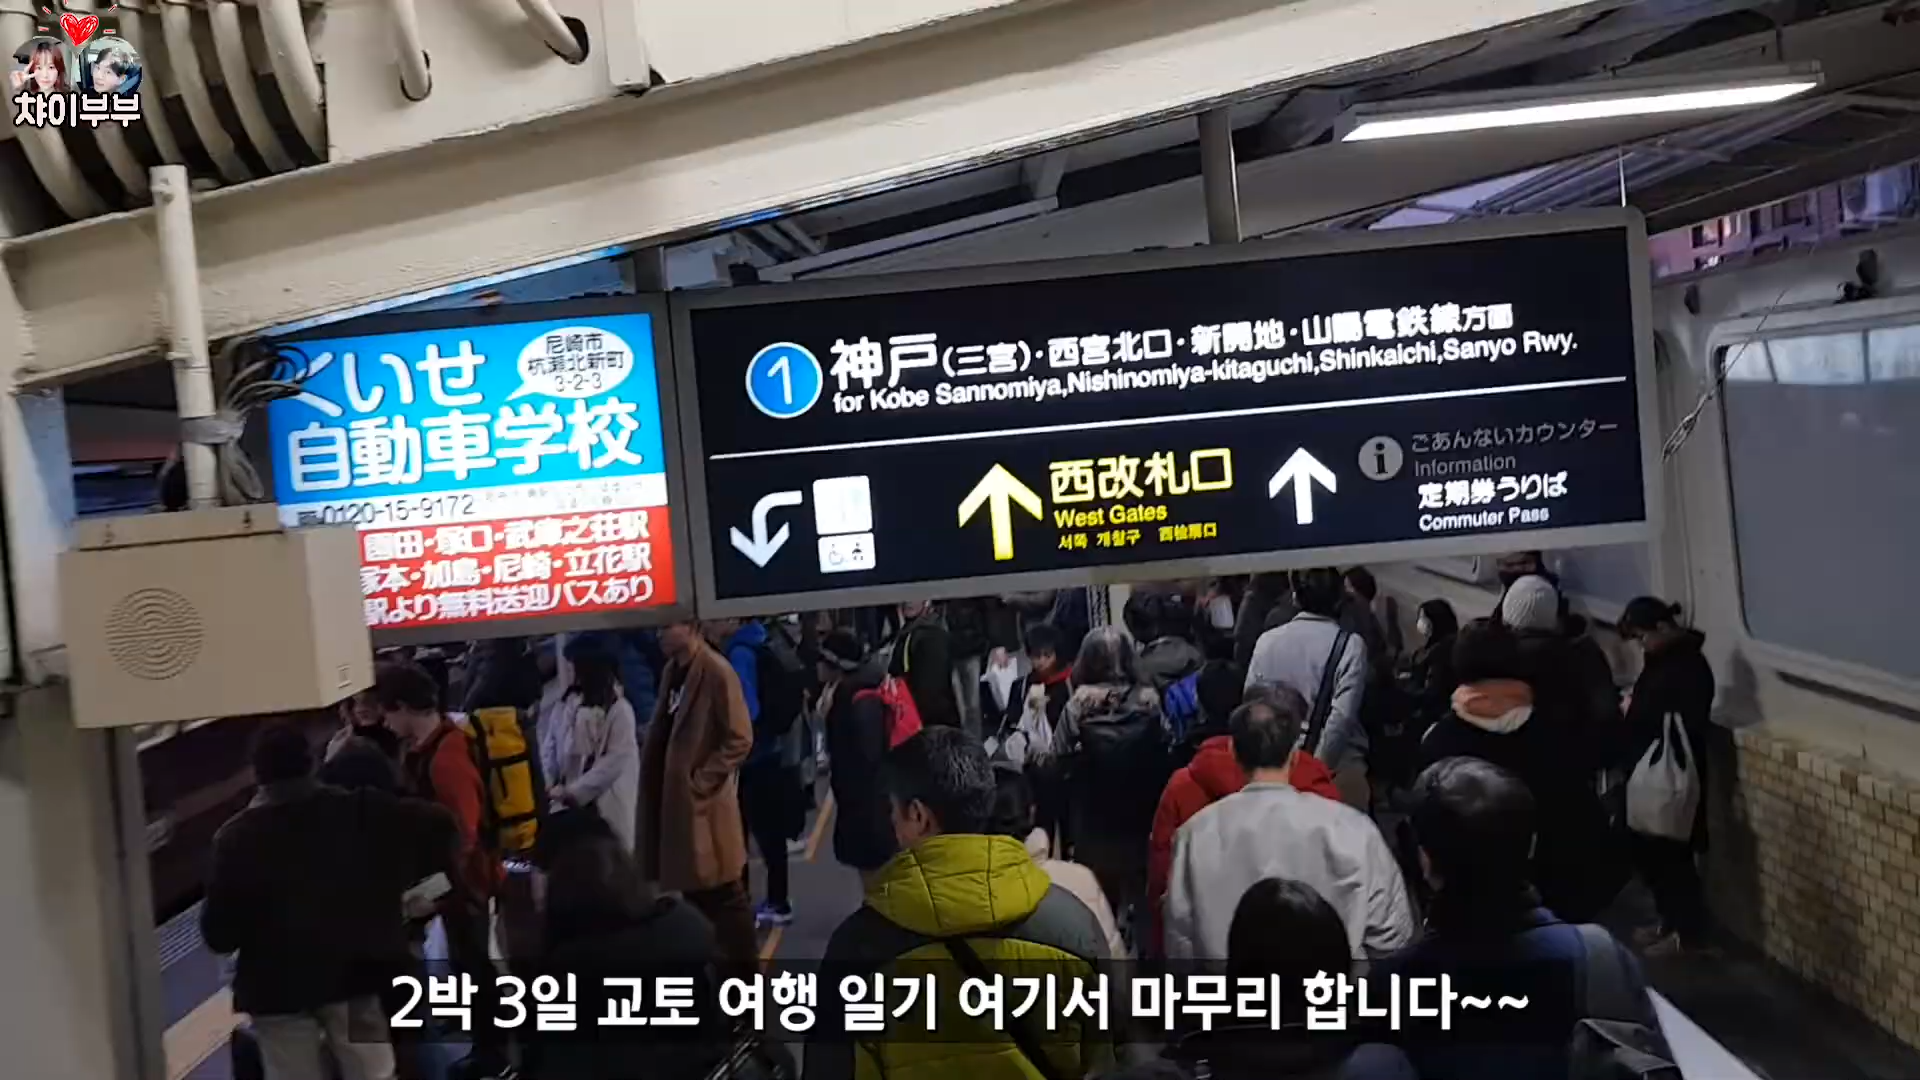 챠이부부
くいせ
尼崎市
杭瀬北新町
3-2-3
自動車学校
0120-15-9172
園田・塚口・武庫之荘駅
塚本・加島・尼崎・立花駅
駅より無料送迎バスあり
1 神戸(三宮)・西宮北口・新開地・山陽電鉄線方面
for Kobe Sannomiya,Nishinomiya-kitaguchi,Shinkaichi,Sanyo Rwy.
西改札口
West Gates
서쪽 개찰구 西检票口
i ごあんないカウンター
Information
定期券うりば
Commuter Pass
2박 3일 교토 여행 일기 여기서 마무리 합니다~~